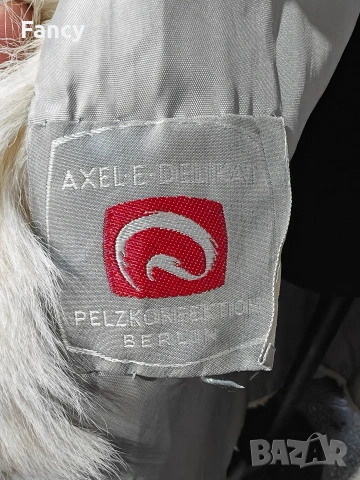 Fancy
AXEL·E·DELIKAT
PELZKONFEKTION
BERLIN
BAZAR